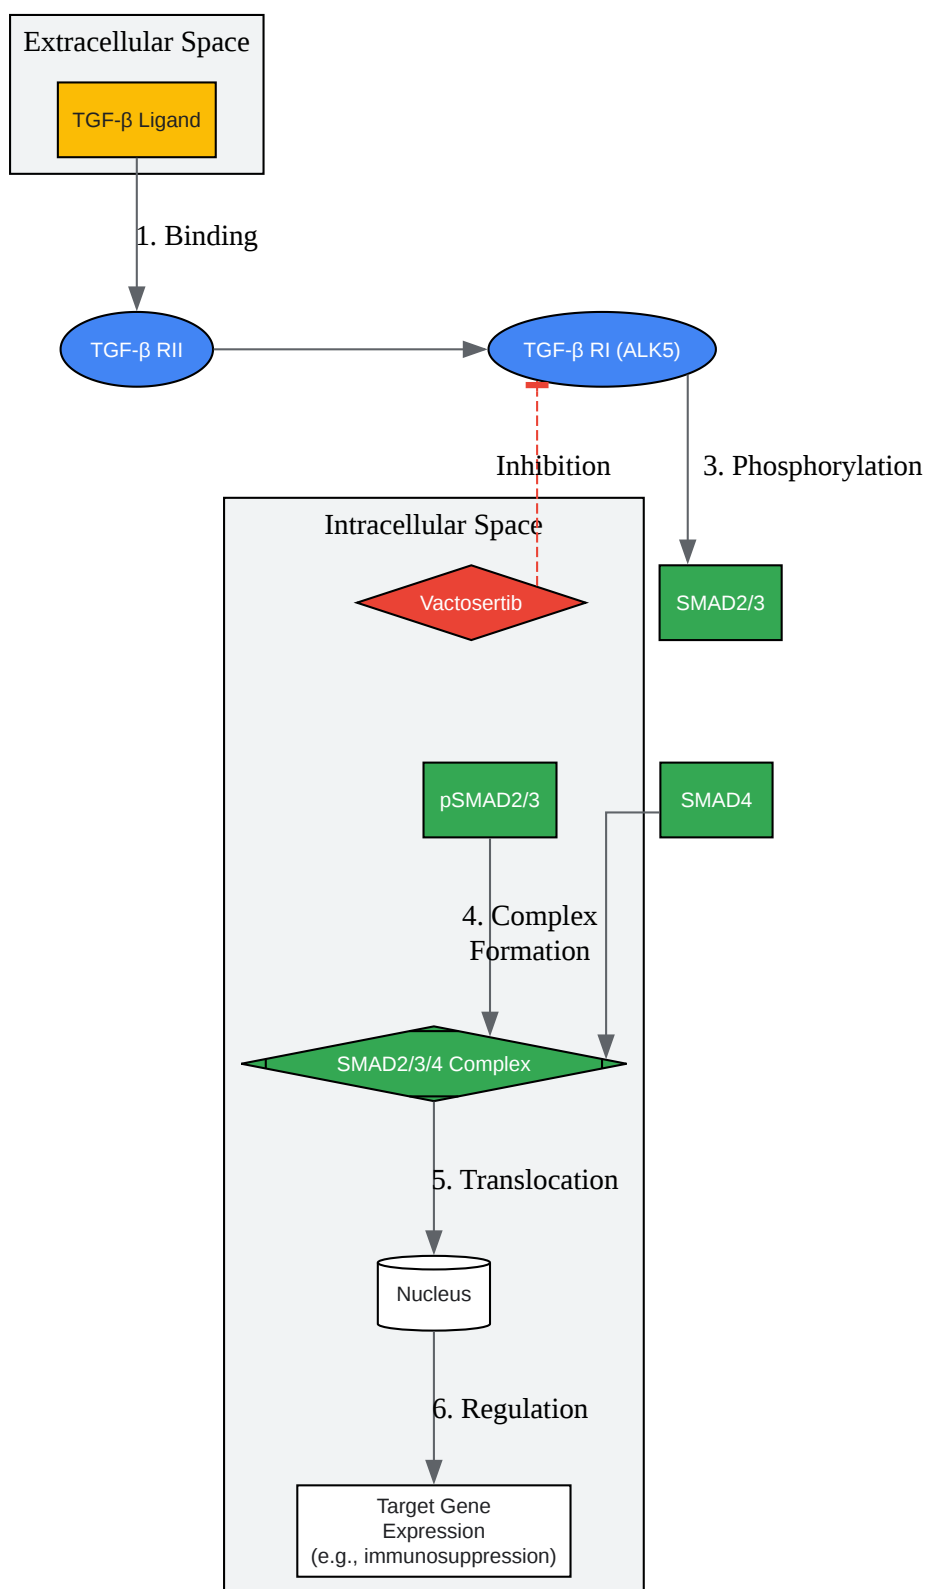 Extracellular Space
TGF-β Ligand
1. Binding
TGF-β RII
TGF-β RI (ALK5)
Inhibition
3. Phosphorylation
Intracellular Space
Vactosertib
SMAD2/3
pSMAD2/3
SMAD4
4. Complex
Formation
SMAD2/3/4 Complex
5. Translocation
Nucleus
6. Regulation
Target Gene
Expression
(e.g., immunosuppression)